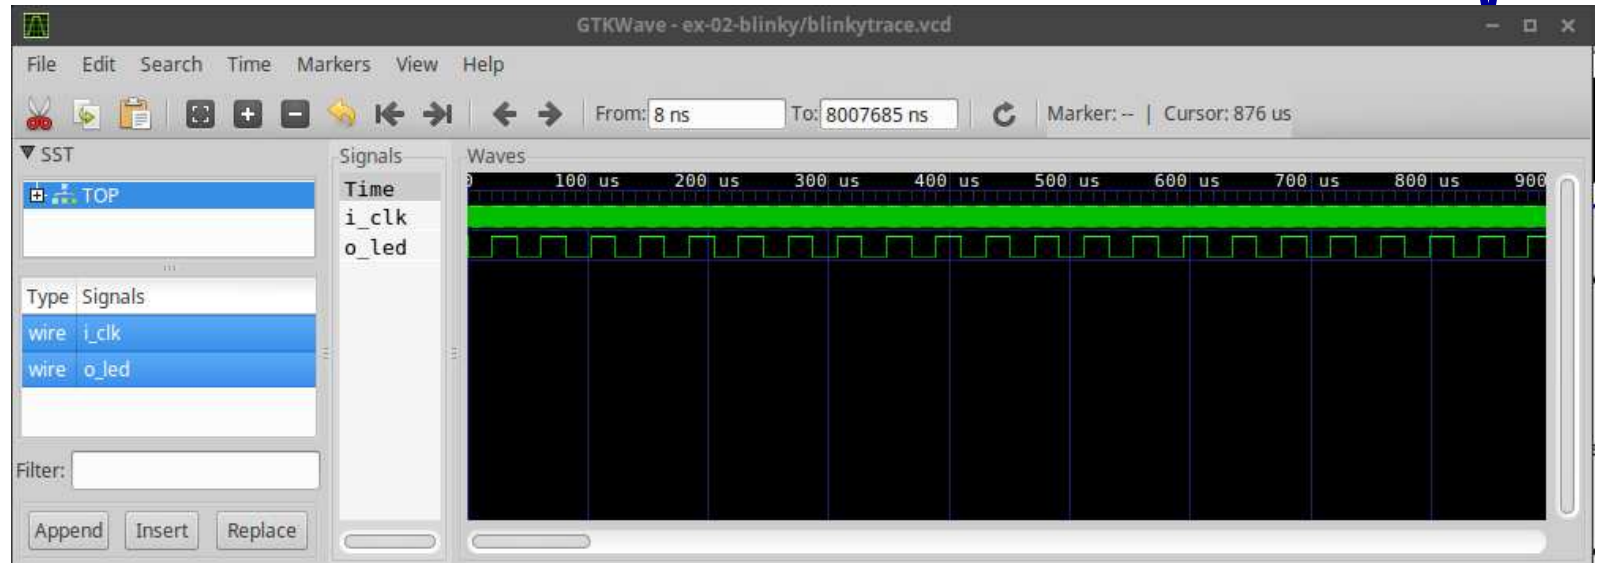 GTKWave - ex-02-blinky/blinkytrace.vcd
File Edit Search Time Markers View Help
From: 8 ns To: 8007685 ns Marker: -- | Cursor: 876 us
SST
TOP
Type Signals
wire i_clk
wire o_led
Filter:
Append Insert Replace
Signals
Time
i_clk
o_led
Waves
0 100 us 200 us 300 us 400 us 500 us 600 us 700 us 800 us 900